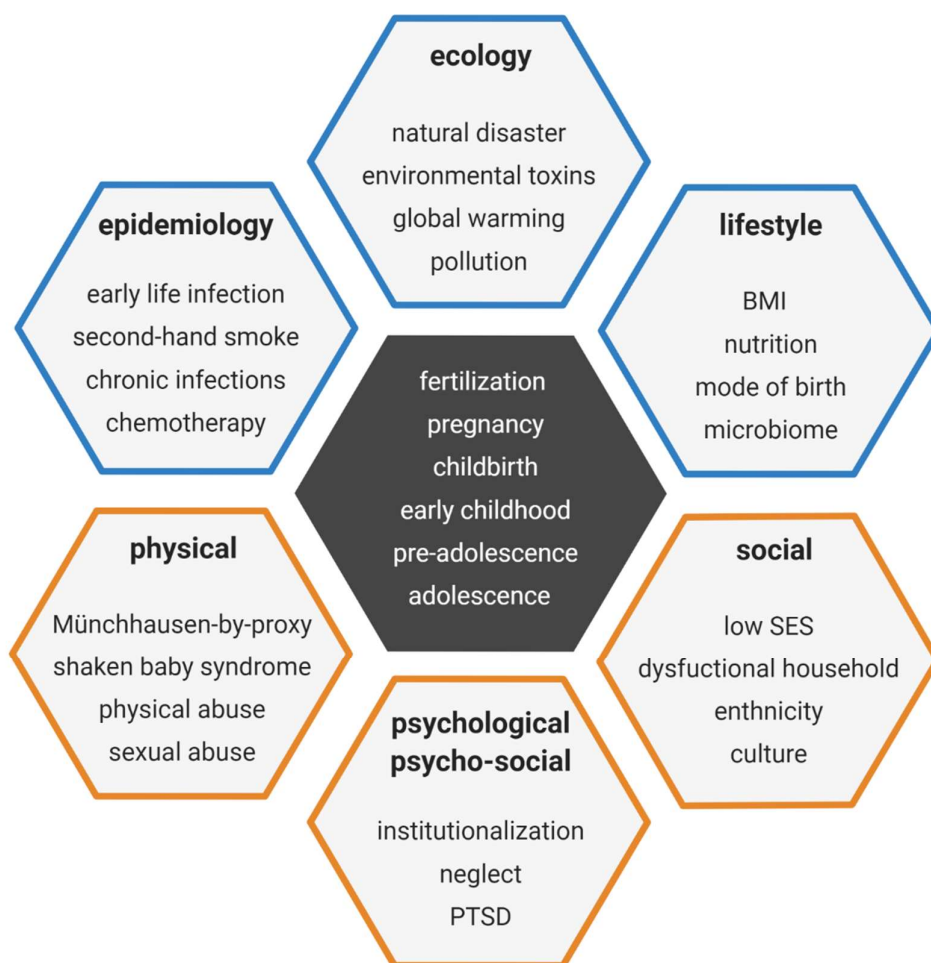 ecology
natural disaster
environmental toxins
global warming
pollution
epidemiology
early life infection
second-hand smoke
chronic infections
chemotherapy
lifestyle
BMI
nutrition
mode of birth
microbiome
fertilization
pregnancy
childbirth
early childhood
pre-adolescence
adolescence
physical
Münchhausen-by-proxy
shaken baby syndrome
physical abuse
sexual abuse
social
low SES
dysfuctional household
enthnicity
culture
psychological
psycho-social
institutionalization
neglect
PTSD